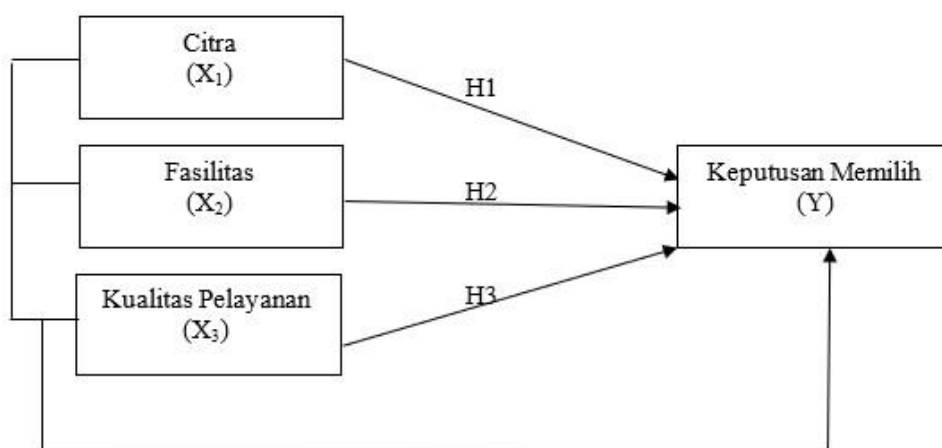 Citra
(X₁)
H1
Fasilitas
(X₂)
H2
Keputusan Memilih
(Y)
Kualitas Pelayanan
(X₃)
H3